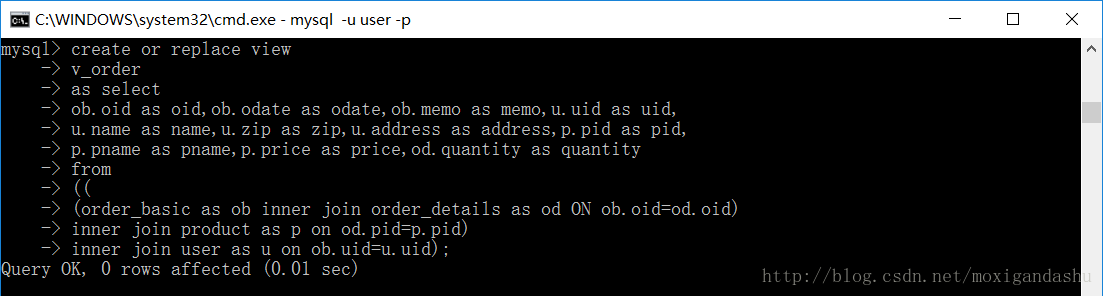 C:\WINDOWS\system32\cmd.exe - mysql  -u user -p
mysql> create or replace view
    -> v_order
    -> as select
    -> ob.oid as oid,ob.odate as odate,ob.memo as memo,u.uid as uid,
    -> u.name as name,u.zip as zip,u.address as address,p.pid as pid,
    -> p.pname as pname,p.price as price,od.quantity as quantity
    -> from
    -> ((
    -> (order_basic as ob inner join order_details as od ON ob.oid=od.oid)
    -> inner join product as p on od.pid=p.pid)
    -> inner join user as u on ob.uid=u.uid);
Query OK, 0 rows affected (0.01 sec)
http://blog.csdn.net/moxigandashu